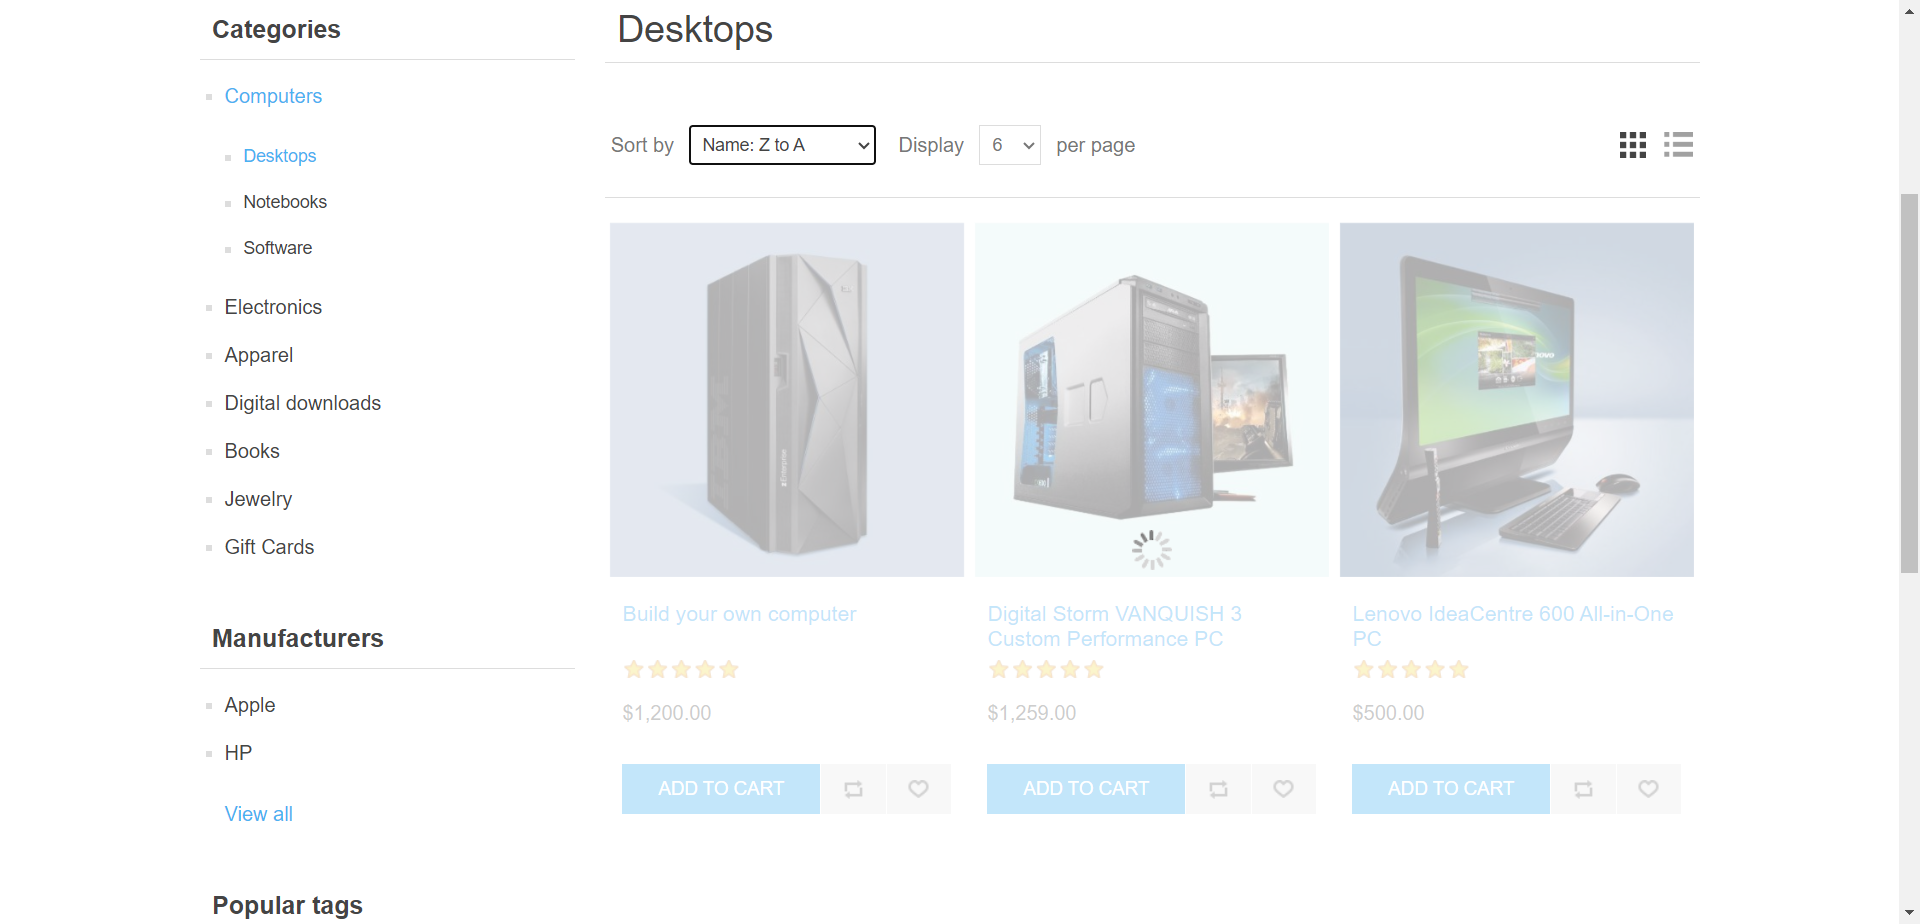 Categories
Computers
Desktops
Notebooks
Software
Electronics
Apparel
Digital downloads
Books
Jewelry
Gift Cards
Manufacturers
Apple
HP
View all
Popular tags
Desktops
Sort by Name: Z to A Display 6 per page
Build your own computer
$1,200.00
ADD TO CART
Digital Storm VANQUISH 3
Custom Performance PC
$1,259.00
ADD TO CART
Lenovo IdeaCentre 600 All-in-One
PC
$500.00
ADD TO CART